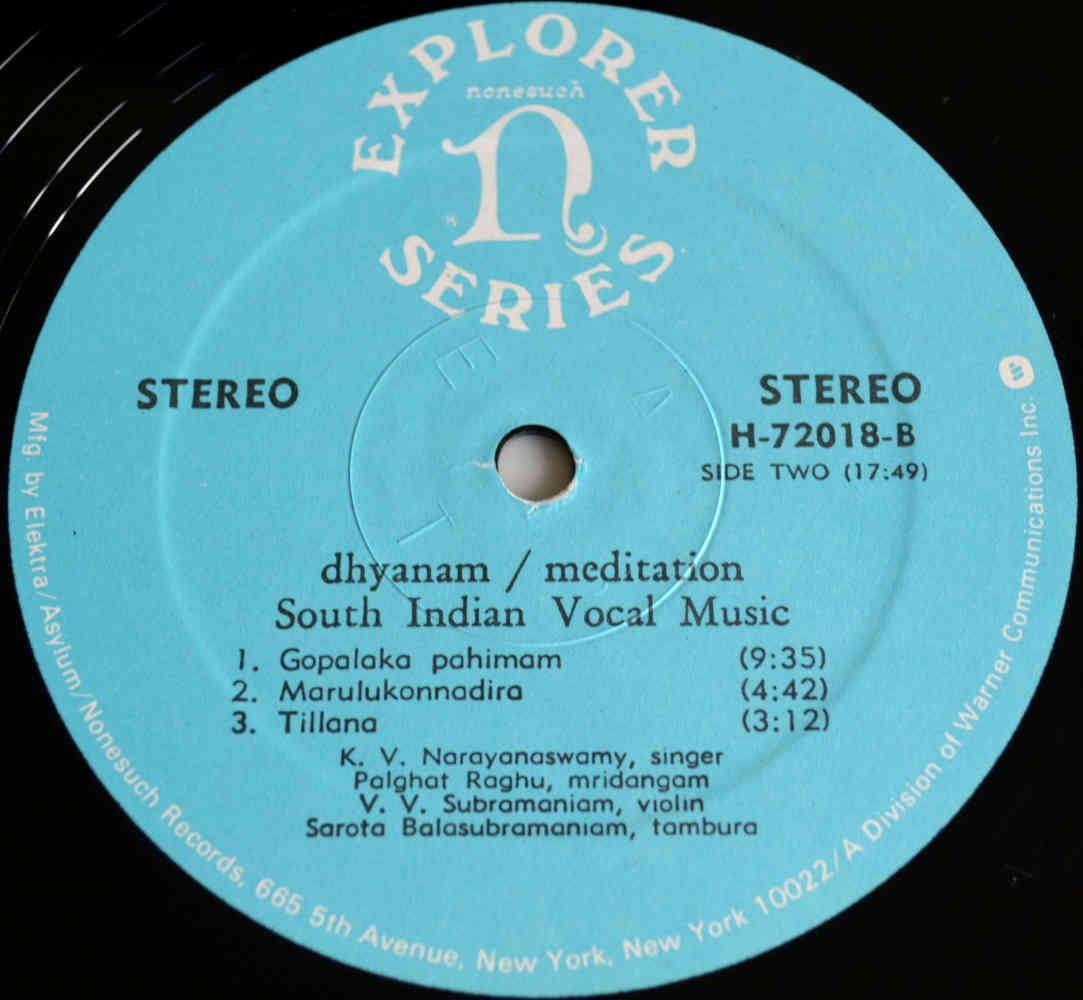 EXPLORER
nonesuch
n
®
SERIES
STEREO
STEREO
H-72018-B
SIDE TWO (17:49)
dhyanam / meditation
South Indian Vocal Music
1. Gopalaka pahimam (9:35)
2. Marulukonnadira (4:42)
3. Tillana (3:12)
K. V. Narayanaswamy, singer
Palghat Raghu, mridangam
V. V. Subramaniam, violin
Sarota Balasubramaniam, tambura
Mfg. by Elektra/Asylum/Nonesuch Records, 665 5th Avenue, New York, New York 10022/A Division of Warner Communications Inc.